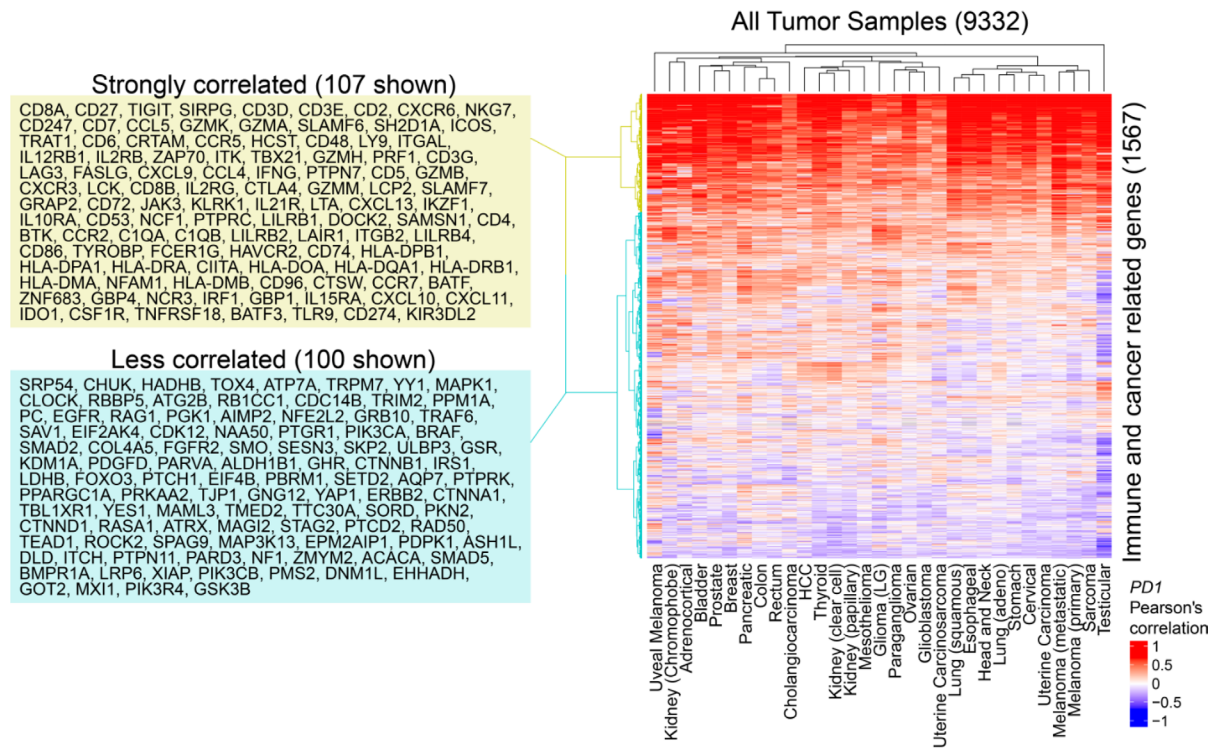 All Tumor Samples (9332)
Strongly correlated (107 shown)
CD8A, CD27, TIGIT, SIRPG, CD3D, CD3E, CD2, CXCR6, NKG7,
CD247, CD7, CCL5, GZMK, GZMA, SLAMF6, SH2D1A, ICOS,
TRAT1, CD6, CRTAM, CCR5, HCST, CD48, LY9, ITGAL,
IL12RB1, IL2RB, ZAP70, ITK, TBX21, GZMH, PRF1, CD3G,
LAG3, FASLG, CXCL9, CCL4, IFNG, PTPN7, CD5, GZMB,
CXCR3, LCK, CD8B, IL2RG, CTLA4, GZMM, LCP2, SLAMF7,
GRAP2, CD72, JAK3, KLRK1, IL21R, LTA, CXCL13, IKZF1,
IL10RA, CD53, NCF1, PTPRC, LILRB1, DOCK2, SAMSN1, CD4,
BTK, CCR2, C1QA, C1QB, LILRB2, LAIR1, ITGB2, LILRB4,
CD86, TYROBP, FCER1G, HAVCR2, CD74, HLA-DPB1,
HLA-DPA1, HLA-DRA, CIITA, HLA-DOA, HLA-DQA1, HLA-DRB1,
HLA-DMA, NFAM1, HLA-DMB, CD96, CTSW, CCR7, BATF,
ZNF683, GBP4, NCR3, IRF1, GBP1, IL15RA, CXCL10, CXCL11,
IDO1, CSF1R, TNFRSF18, BATF3, TLR9, CD274, KIR3DL2
Less correlated (100 shown)
SRP54, CHUK, HADHB, TOX4, ATP7A, TRPM7, YY1, MAPK1,
CLOCK, RBBP5, ATG2B, RB1CC1, CDC14B, TRIM2, PPM1A,
PC, EGFR, RAG1, PGK1, AIMP2, NFE2L2, GRB10, TRAF6,
SAV1, EIF2AK4, CDK12, NAA50, PTGR1, PIK3CA, BRAF,
SMAD2, COL4A5, FGFR2, SMO, SESN3, SKP2, ULBP3, GSR,
KDM1A, PDGFD, PARVA, ALDH1B1, GHR, CTNNB1, IRS1,
LDHB, FOXO3, PTCH1, EIF4B, PBRM1, SETD2, AQP7, PTPRK,
PPARGC1A, PRKAA2, TJP1, GNG12, YAP1, ERBB2, CTNNA1,
TBL1XR1, YES1, MAML3, TMED2, TTC30A, SORD, PKN2,
CTNND1, RASA1, ATRX, MAGI2, STAG2, PTCD2, RAD50,
TEAD1, ROCK2, SPAG9, MAP3K13, EPM2AIP1, PDPK1, ASH1L,
DLD, ITCH, PTPN11, PARD3, NF1, ZMYM2, ACACA, SMAD5,
BMPR1A, LRP6, XIAP, PIK3CB, PMS2, DNM1L, EHHADH,
GOT2, MXI1, PIK3R4, GSK3B
Immune and cancer related genes (1567)
Uveal Melanoma
Kidney (Chromophobe)
Adrenocortical
Bladder
Prostate
Breast
Pancreatic
Colon
Rectum
Cholangiocarcinoma
HCC
Thyroid
Kidney (clear cell)
Kidney (papillary)
Mesothelioma
Glioma (LG)
Paraganglioma
Ovarian
Glioblastoma
Uterine Carcinosarcoma
Lung (squamous)
Esophageal
Head and Neck
Lung (adeno)
Stomach
Cervical
Uterine Carcinoma
Melanoma (metastatic)
Melanoma (primary)
Sarcoma
Testicular
PD1
Pearson's
correlation
1
0.5
0
−0.5
−1